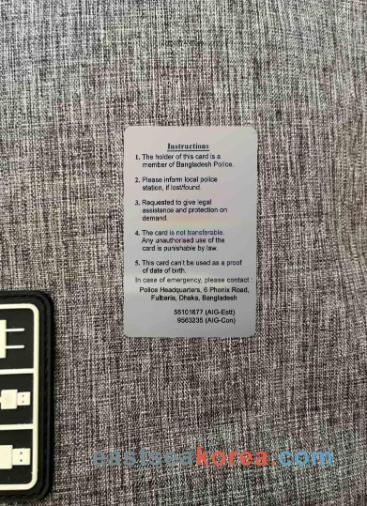 Instructions
1. The holder of this card is a
member of Bangladesh Police.
2. Please inform local police
station, if lost/found.
3. Requested to give legal
assistance and protection on
demand.
4. The card is not transferable.
Any unauthorised use of the
card is punishable by law.
5. This card can't be used as a proof
of date of birth.
In case of emergency, please contact
Police Headquarters, 6 Phonix Road,
Fulbaria, Dhaka, Bangladesh
(AIG-Estt)
9563235 (AIG-Con)
eastseakorea.com